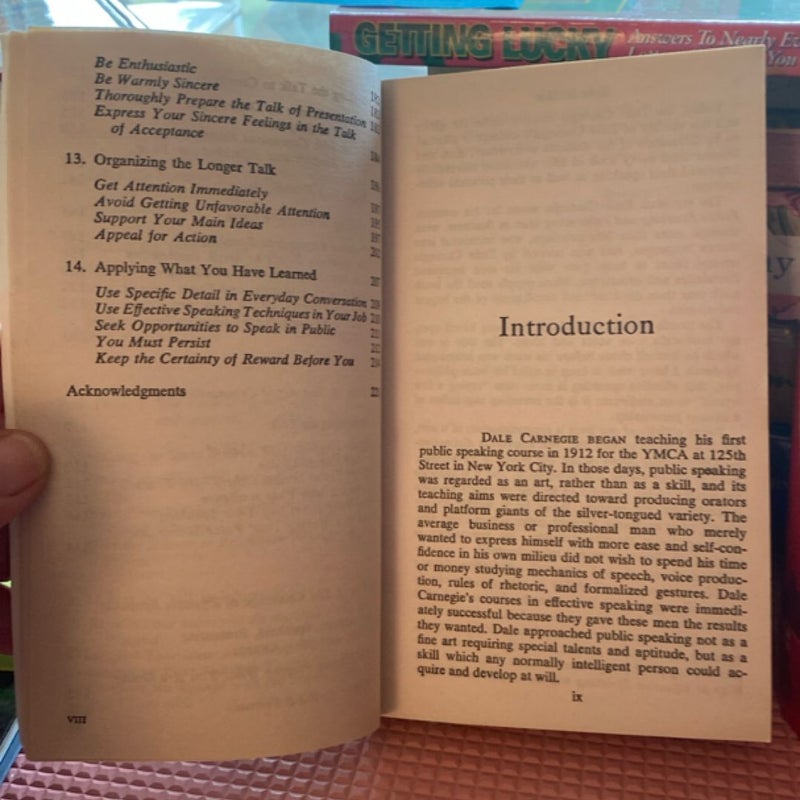 GETTING LUCKY Answers To Nearly
You
Be Enthusiastic
Be Warmly Sincere
Thoroughly Prepare the Talk of Presentation
Express Your Sincere Feelings in the Talk
of Acceptance
13. Organizing the Longer Talk
Get Attention Immediately
Avoid Getting Unfavorable Attention
Support Your Main Ideas
Appeal for Action
14. Applying What You Have Learned
Use Specific Detail in Everyday Conversation 209
Use Effective Speaking Techniques in Your Job 210
Seek Opportunities to Speak in Public
You Must Persist
Keep the Certainty of Reward Before You
Acknowledgments
viii
Introduction
DALE CARNEGIE BEGAN teaching his first
public speaking course in 1912 for the YMCA at 125th
Street in New York City. In those days, public speaking
was regarded as an art, rather than as a skill, and its
teaching aims were directed toward producing orators
and platform giants of the silver-tongued variety. The
average business or professional man who merely
wanted to express himself with more ease and self-con-
fidence in his own milieu did not wish to spend his time
or money studying mechanics of speech, voice produc-
tion, rules of rhetoric, and formalized gestures. Dale
Carnegie's courses in effective speaking were immedi-
ately successful because they gave these men the results
they wanted. Dale approached public speaking not as a
fine art requiring special talents and aptitude, but as a
skill which any normally intelligent person could ac-
quire and develop at will.
ix